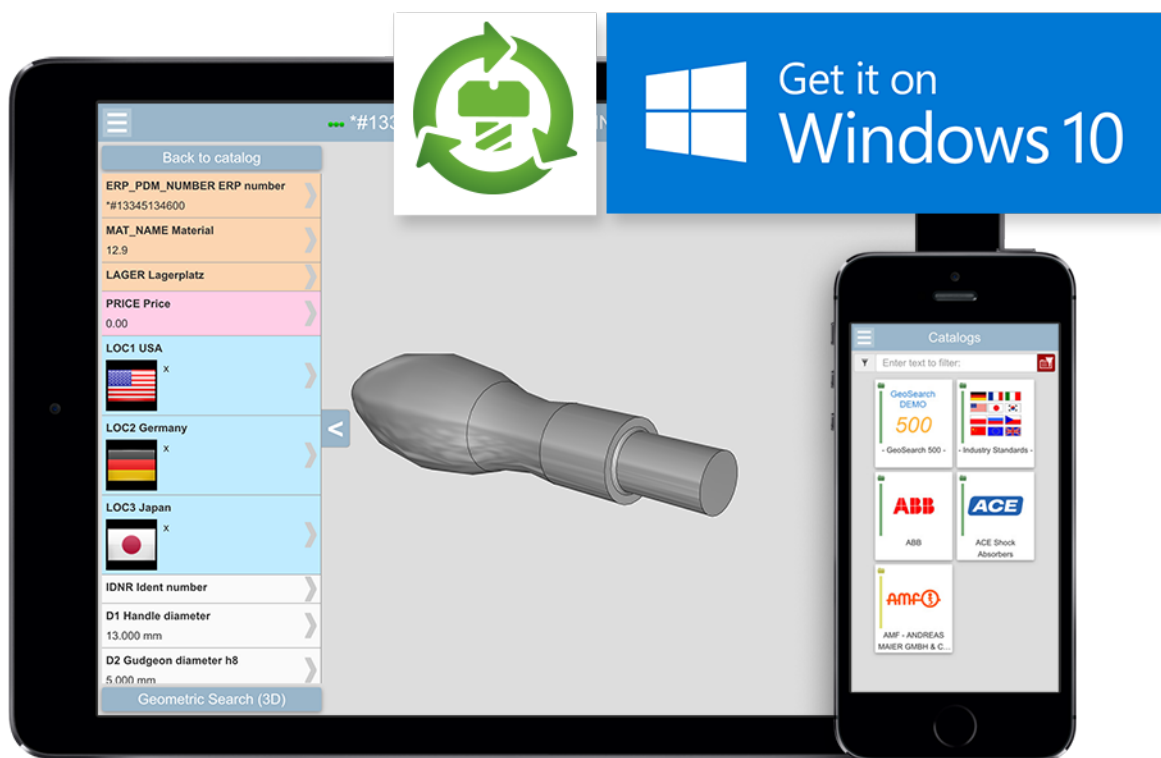 Get it on
Windows 10
*#133
Back to catalog
ERP_PDM_NUMBER ERP number
*#13345134600
MAT_NAME Material
12.9
LAGER Lagerplatz
PRICE Price
0.00
LOC1 USA
x
LOC2 Germany
x
LOC3 Japan
x
IDNR Ident number
D1 Handle diameter
13.000 mm
D2 Gudgeon diameter h8
5.000 mm
Geometric Search (3D)
<
Catalogs
Enter text to filter:
GeoSearch
DEMO
500
- GeoSearch 500 -
- Industry Standards -
ABB
ABB
ACE
ACE Shock
Absorbers
AMF
AMF - ANDREAS
MAIER GMBH & C...